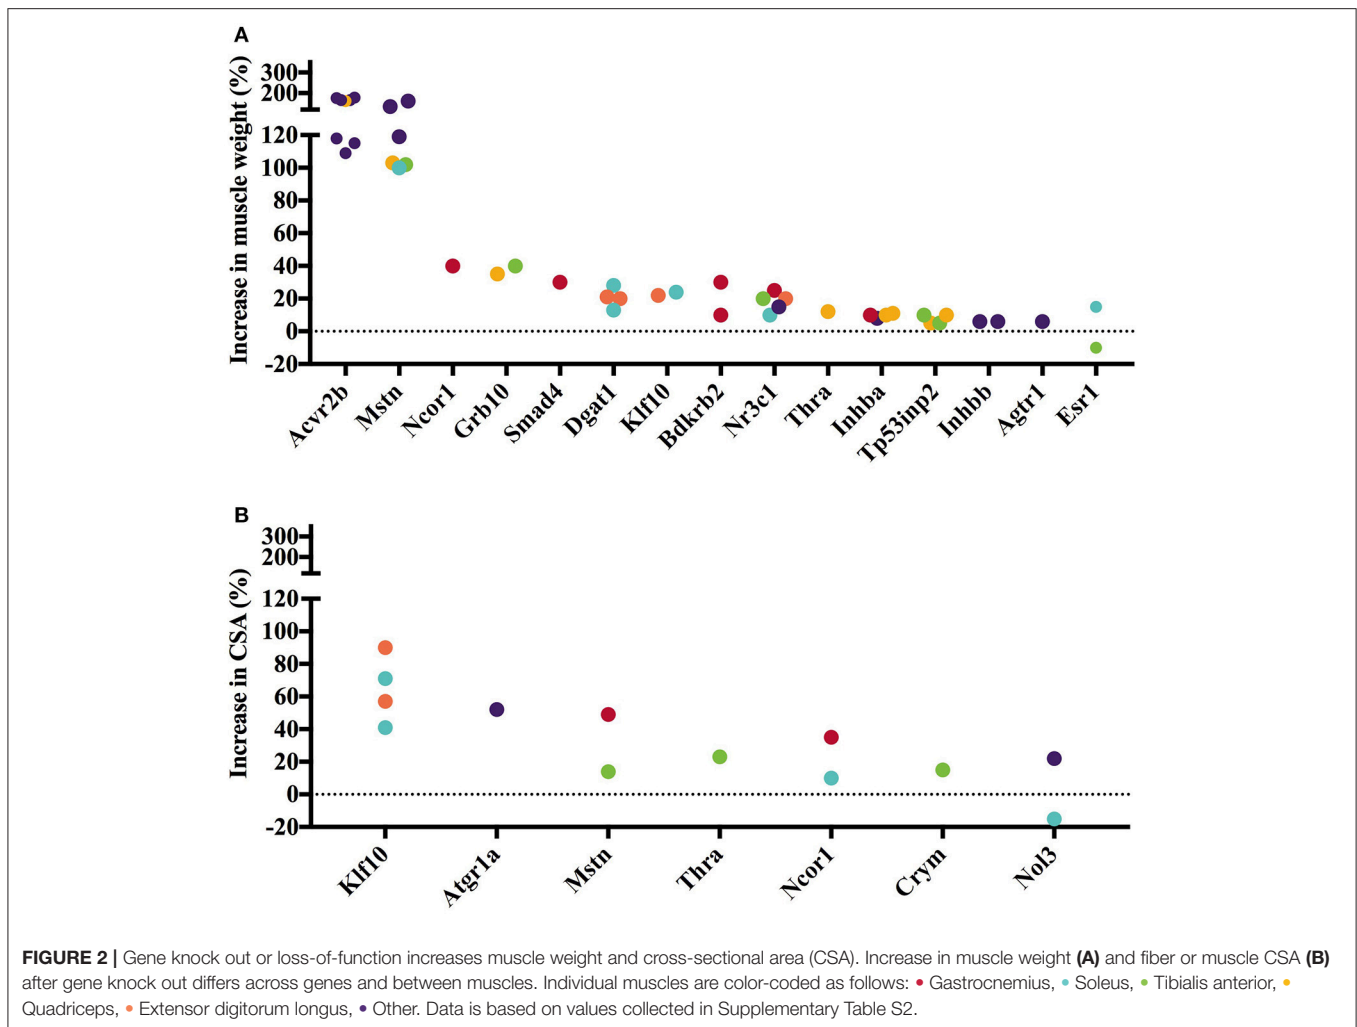 A
Increase in muscle weight (%)
300
200
120
100
80
60
40
20
0
-20
Acvr2b
Mstn
Ncor1
Grb10
Smad4
Dgat1
Klf10
Bdkrb2
Nr3c1
Thra
Inhba
Tp53inp2
Inhbb
Agtr1
Esr1
B
Increase in CSA (%)
300
200
120
100
80
60
40
20
0
-20
Klf10
Atgr1a
Mstn
Thra
Ncor1
Crym
Nol3
FIGURE 2 | Gene knock out or loss-of-function increases muscle weight and cross-sectional area (CSA). Increase in muscle weight (A) and fiber or muscle CSA (B)
after gene knock out differs across genes and between muscles. Individual muscles are color-coded as follows: • Gastrocnemius, • Soleus, • Tibialis anterior, •
Quadriceps, • Extensor digitorum longus, • Other. Data is based on values collected in Supplementary Table S2.